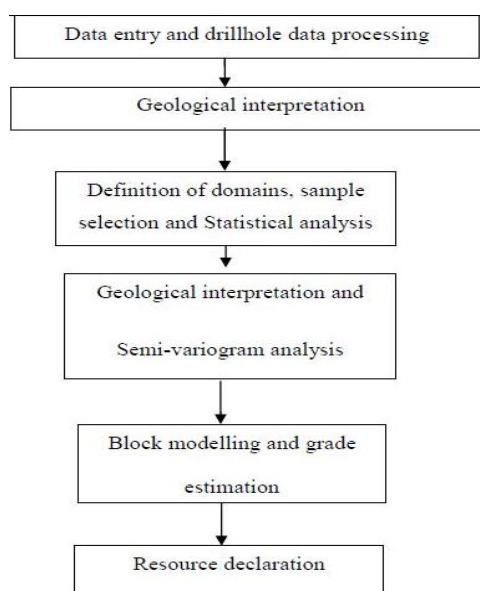 Data entry and drillhole data processing
Geological interpretation
Definition of domains, sample
selection and Statistical analysis
Geological interpretation and
Semi-variogram analysis
Block modelling and grade
estimation
Resource declaration